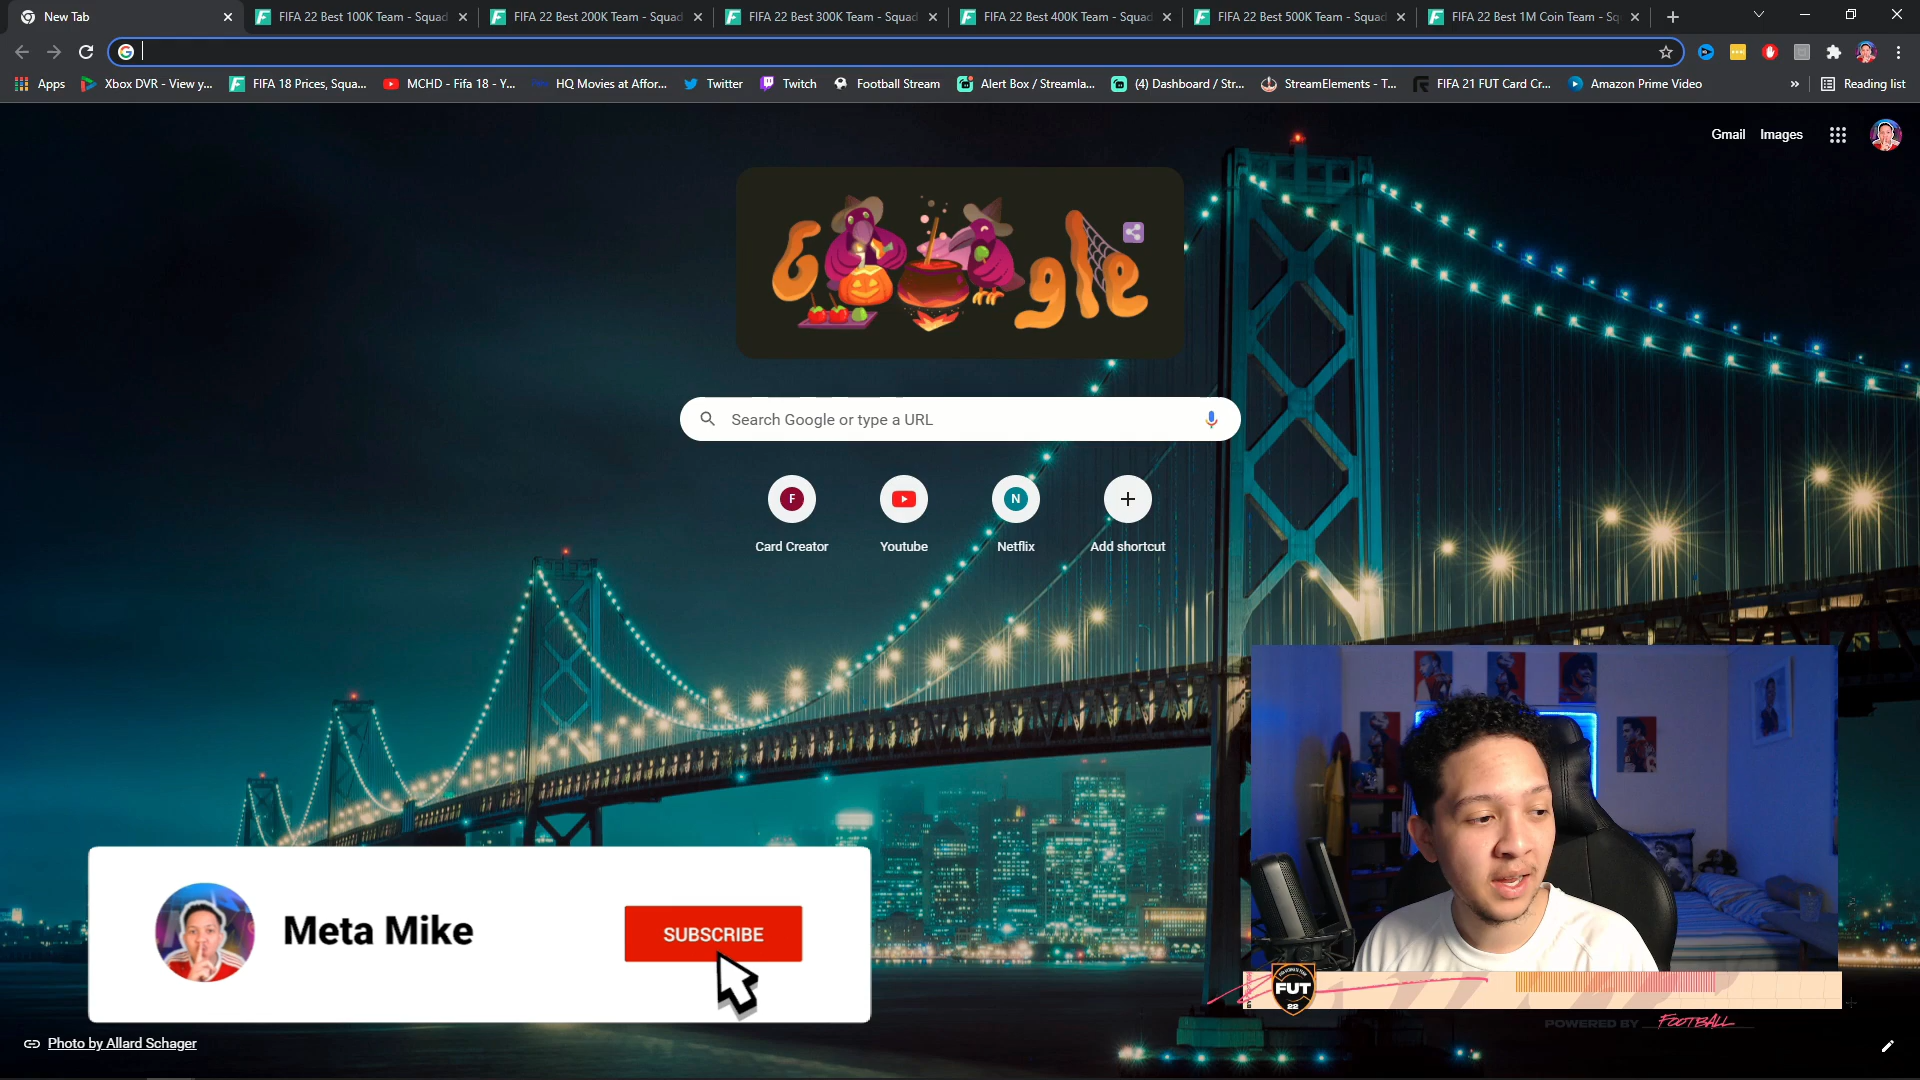 New Tab
FIFA 22 Best 100K Team - Squad
FIFA 22 Best 200K Team - Squad
FIFA 22 Best 300K Team - Squad
FIFA 22 Best 400K Team - Squad
FIFA 22 Best 500K Team - Squad
FIFA 22 Best 1M Coin Team - Sq
Apps
Xbox DVR - View y...
FIFA 18 Prices, Squa...
MCHD - Fifa 18 - Y...
HQ Movies at Affor...
Twitter
Twitch
Football Stream
Alert Box / Streamla...
(4) Dashboard / Str...
StreamElements - T...
FIFA 21 FUT Card Cr...
Amazon Prime Video
»
Reading list
Gmail
Images
Google
Search Google or type a URL
F
N
Card Creator
Youtube
Netflix
Add shortcut
Meta Mike
SUBSCRIBE
FUT
22
POWERED BY FOOTBALL
Photo by Allard Schager